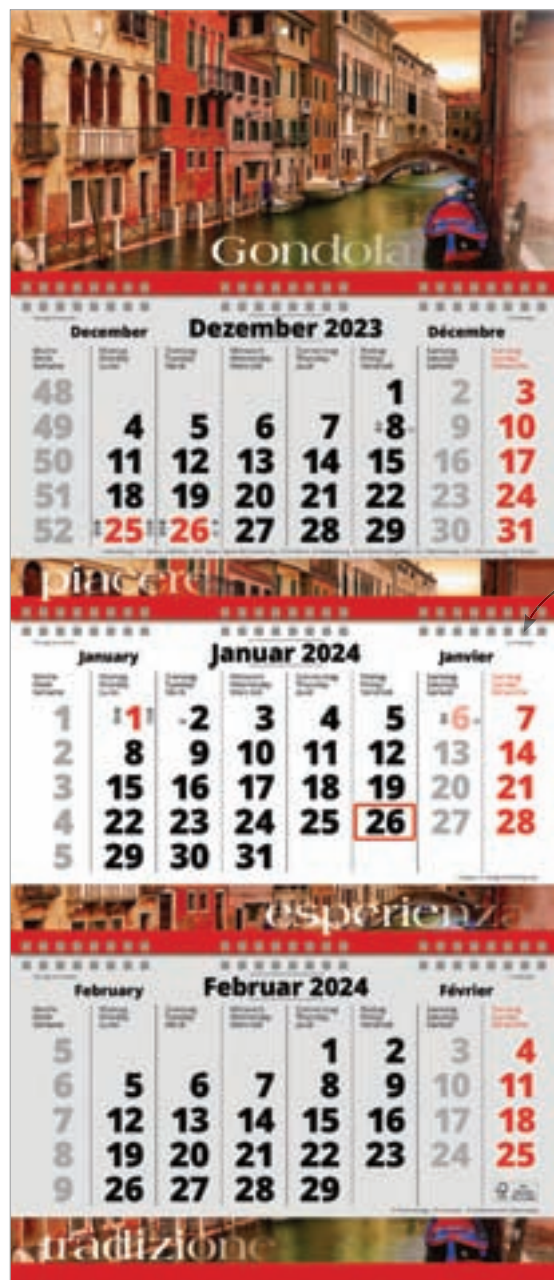 Gondola
December Dezember 2023 Décembre
48 1 2 3
49 4 5 6 7 8 9 10
50 11 12 13 14 15 16 17
51 18 19 20 21 22 23 24
52 25 26 27 28 29 30 31
piacere
January Januar 2024 Janvier
1 1 2 3 4 5 6 7
2 8 9 10 11 12 13 14
3 15 16 17 18 19 20 21
4 22 23 24 25 26 27 28
5 29 30 31
esperienza
February Februar 2024 Février
5 1 2 3 4
6 5 6 7 8 9 10 11
7 12 13 14 15 16 17 18
8 19 20 21 22 23 24 25
9 26 27 28 29
tradizione